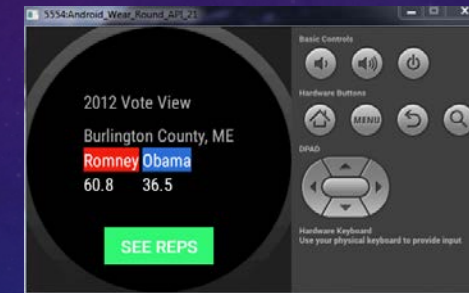 5554:Android_Wear_Round_API_21
2012 Vote View
Burlington County, ME
Romney Obama
60.8 36.5
SEE REPS
Basic Controls
Hardware Buttons
MENU
DPAD
Hardware Keyboard
Use your physical keyboard to provide input